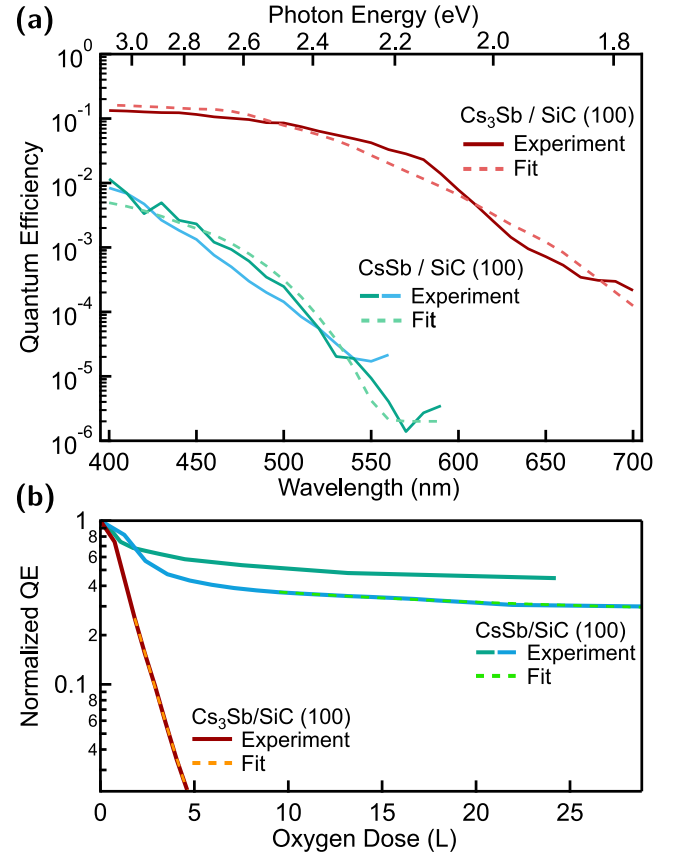 (a)
Photon Energy (eV)
3.0 2.8 2.6 2.4 2.2 2.0 1.8
10^0
10^-1
10^-2
10^-3
10^-4
10^-5
10^-6
Quantum Efficiency
Cs₃Sb / SiC (100)
Experiment
Fit
CsSb / SiC (100)
Experiment
Fit
400 450 500 550 600 650 700
Wavelength (nm)
(b)
1
8
6
4
2
0.1
8
6
4
Normalized QE
CsSb/SiC (100)
Experiment
Fit
Cs₃Sb/SiC (100)
Experiment
Fit
0 5 10 15 20 25
Oxygen Dose (L)